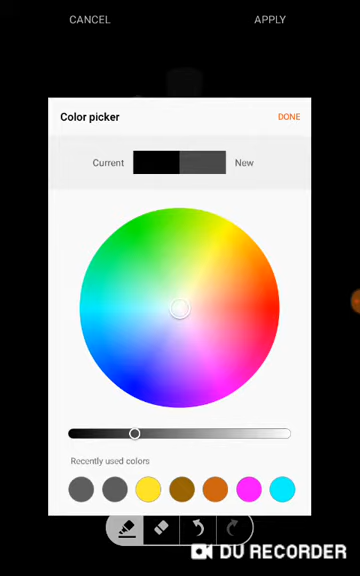 CANCEL APPLY
Color picker DONE
Current New
Recently used colors
DU RECORDER